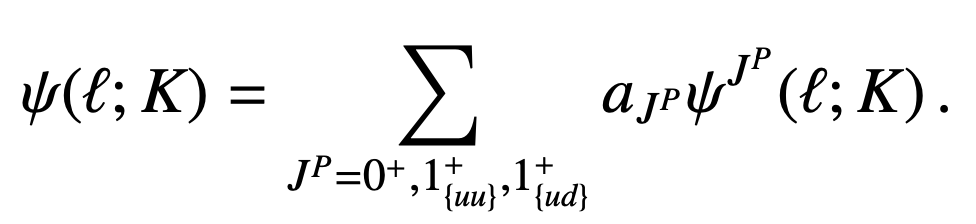 ψ(ℓ; K) = ∑_{J^P=0^+,1^+_{\{uu\}},1^+_{\{ud\}}} a_{J^P} ψ^{J^P}(ℓ; K) .